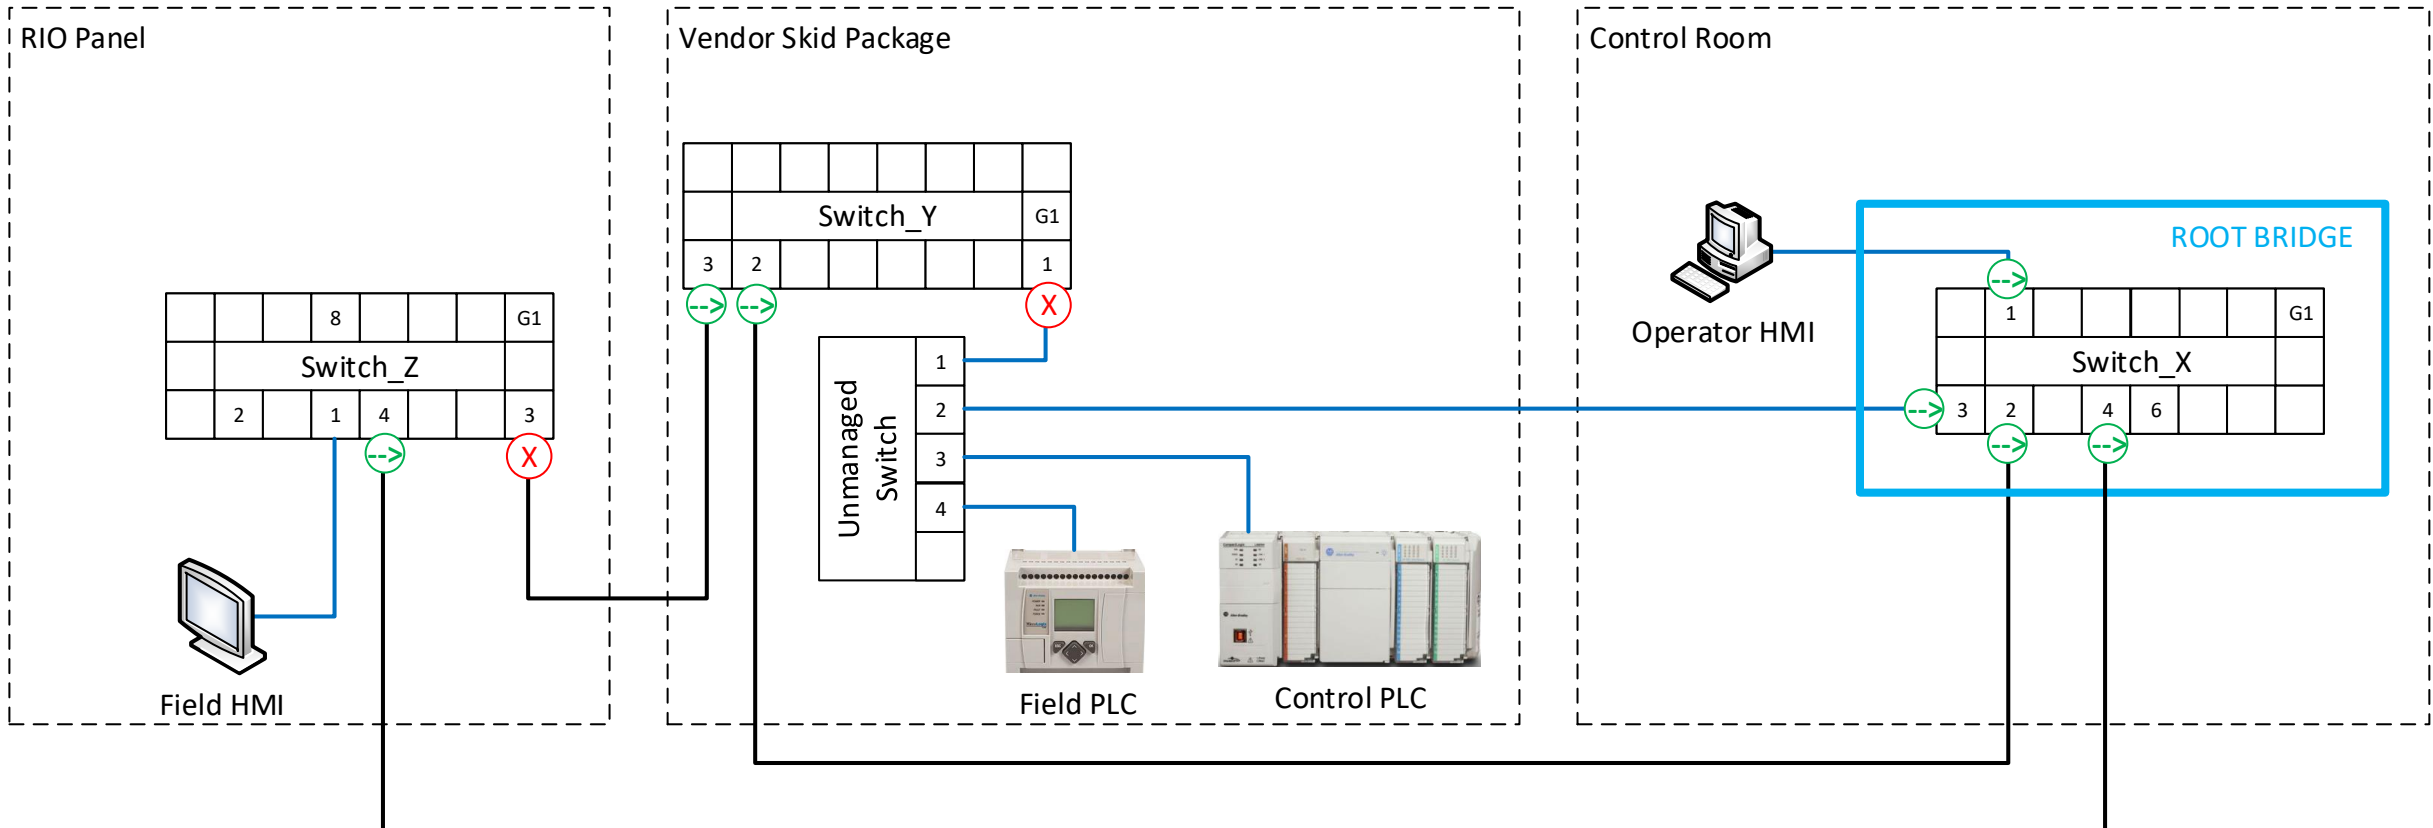 RIO Panel
8
G1
Switch_Z
2
1
4
3
-->
X
Field HMI
Vendor Skid Package
Switch_Y
G1
3
2
1
-->
-->
X
Unmanaged
Switch
1
2
3
4
Field PLC
Control PLC
Control Room
Operator HMI
ROOT BRIDGE
-->
1
G1
Switch_X
-->
3
2
4
6
-->
-->